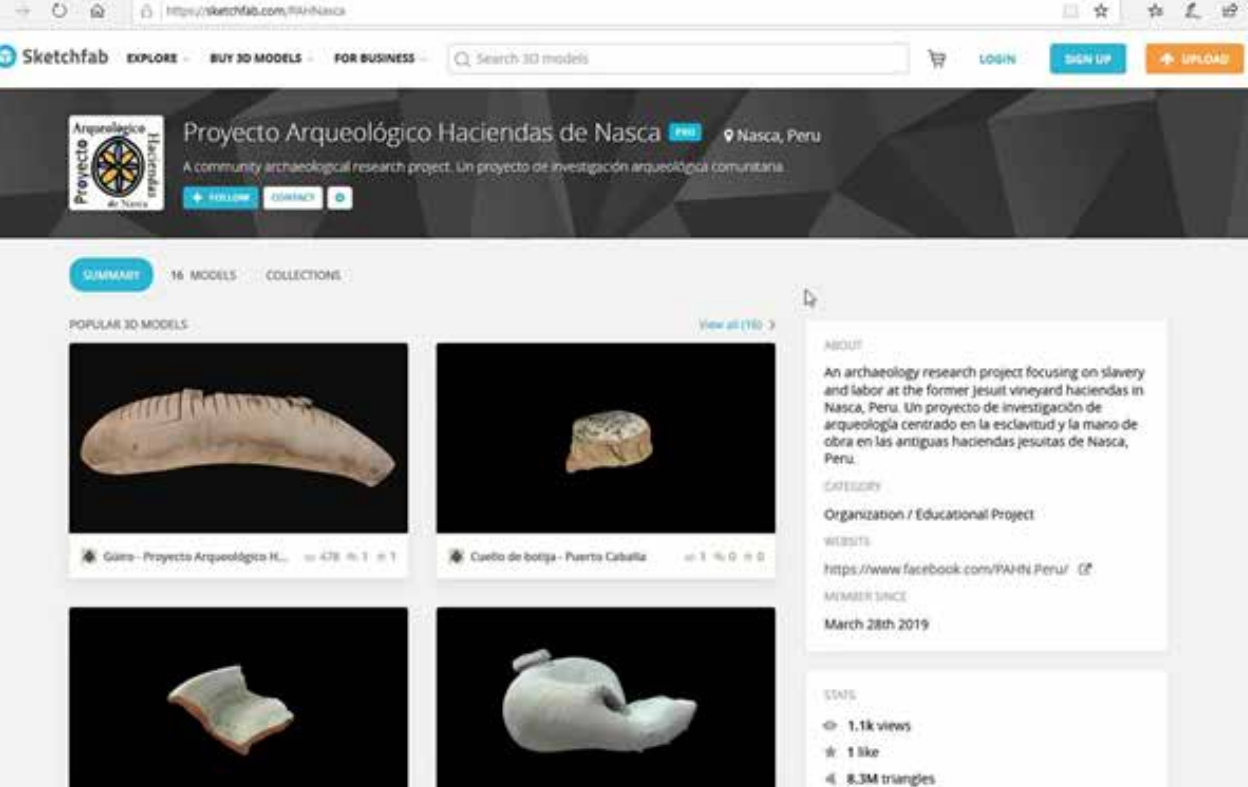 https://sketchfab.com/PAHNasca
Sketchfab EXPLORE BUY 3D MODELS FOR BUSINESS Search 3D models LOGIN SIGN UP UPLOAD
Arqueológico
Proyecto
Haciendas
de Nasca
Proyecto Arqueológico Haciendas de Nasca PRO Nasca, Peru
A community archaeological research project. Un proyecto de investigación arqueológica comunitaria.
FOLLOW CONTACT
SUMMARY 16 MODELS COLLECTIONS
POPULAR 3D MODELS View all (16)
Güiro - Proyecto Arqueológico H... 478 1 1
Cuello de botija - Puerto Caballa 1 0 0
ABOUT
An archaeology research project focusing on slavery
and labor at the former Jesuit vineyard haciendas in
Nasca, Peru. Un proyecto de investigación de
arqueología centrado en la esclavitud y la mano de
obra en las antiguas haciendas jesuitas de Nasca,
Peru.
CATEGORY
Organization / Educational Project
WEBSITE
https://www.facebook.com/PAHN.Peru/
MEMBER SINCE
March 28th 2019
STATS
1.1k views
1 like
8.3M triangles